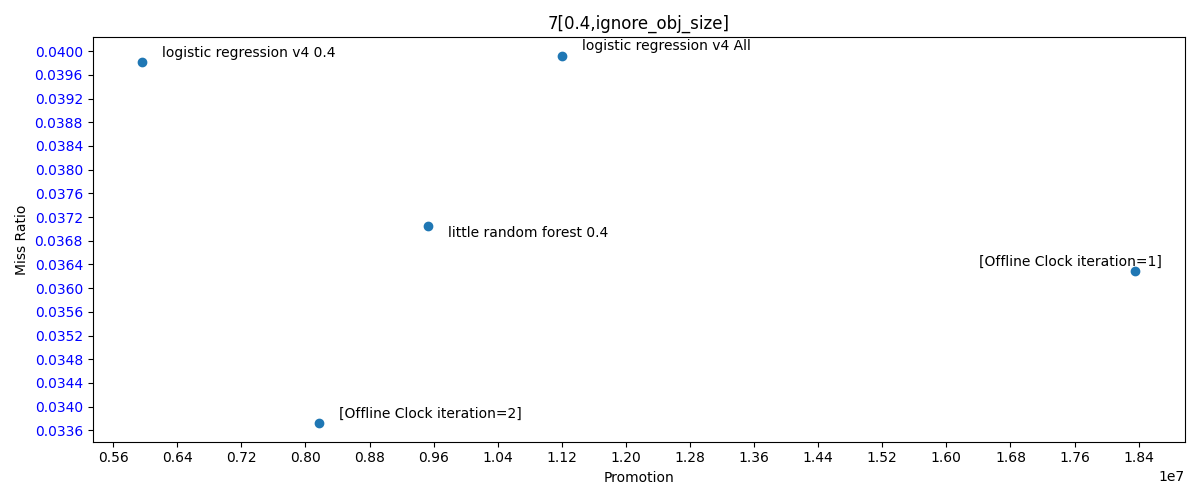 7[0.4,ignore_obj_size]
logistic regression v4 0.4
logistic regression v4 All
little random forest 0.4
[Offline Clock iteration=1]
[Offline Clock iteration=2]
Miss Ratio
0.0400
0.0396
0.0392
0.0388
0.0384
0.0380
0.0376
0.0372
0.0368
0.0364
0.0360
0.0356
0.0352
0.0348
0.0344
0.0340
0.0336
0.56 0.64 0.72 0.80 0.88 0.96 1.04 1.12 1.20 1.28 1.36 1.44 1.52 1.60 1.68 1.76 1.84
1e7
Promotion